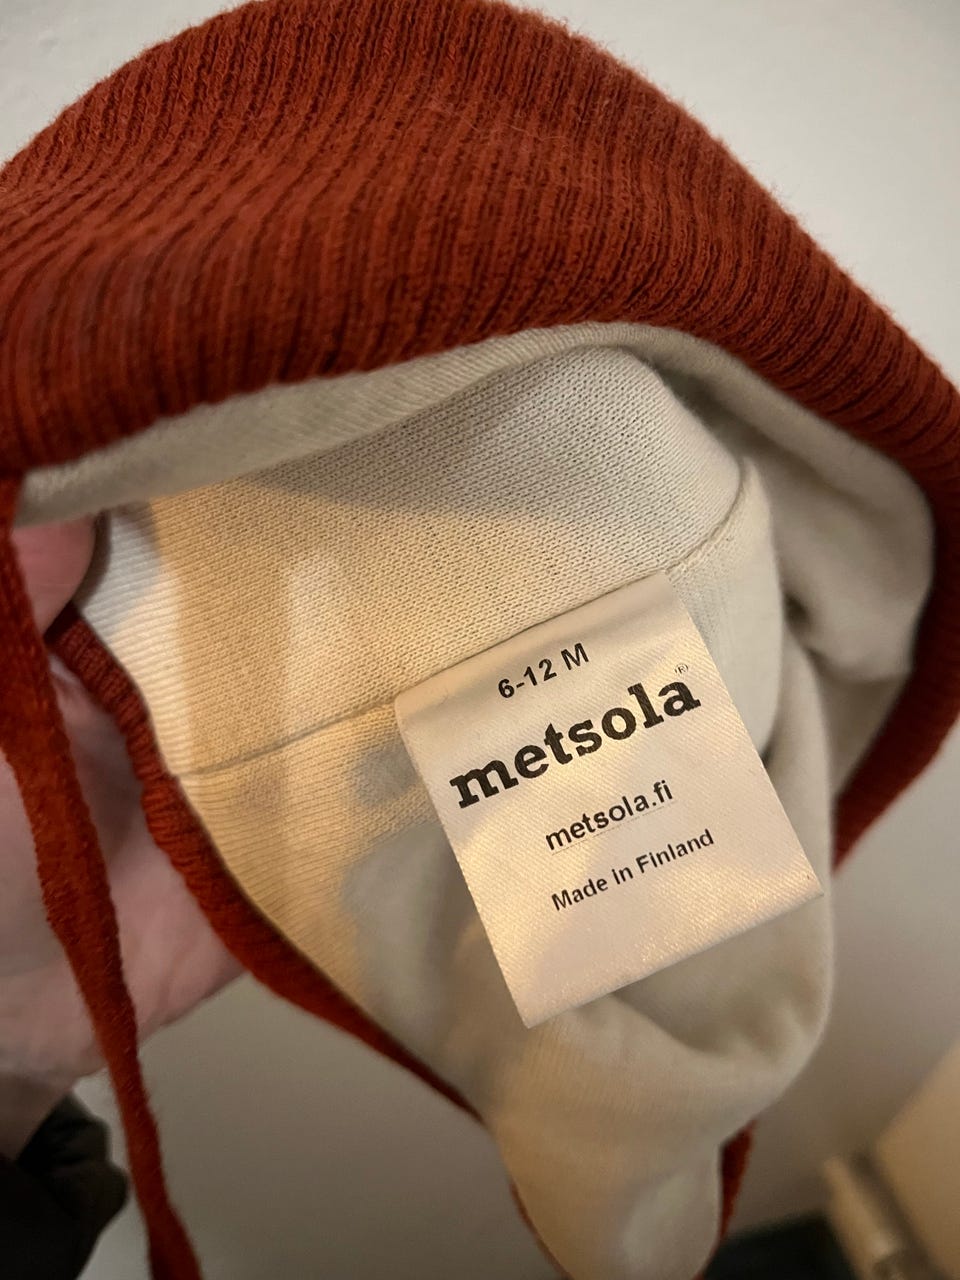 6-12 M
metsola®
metsola.fi
Made in Finland